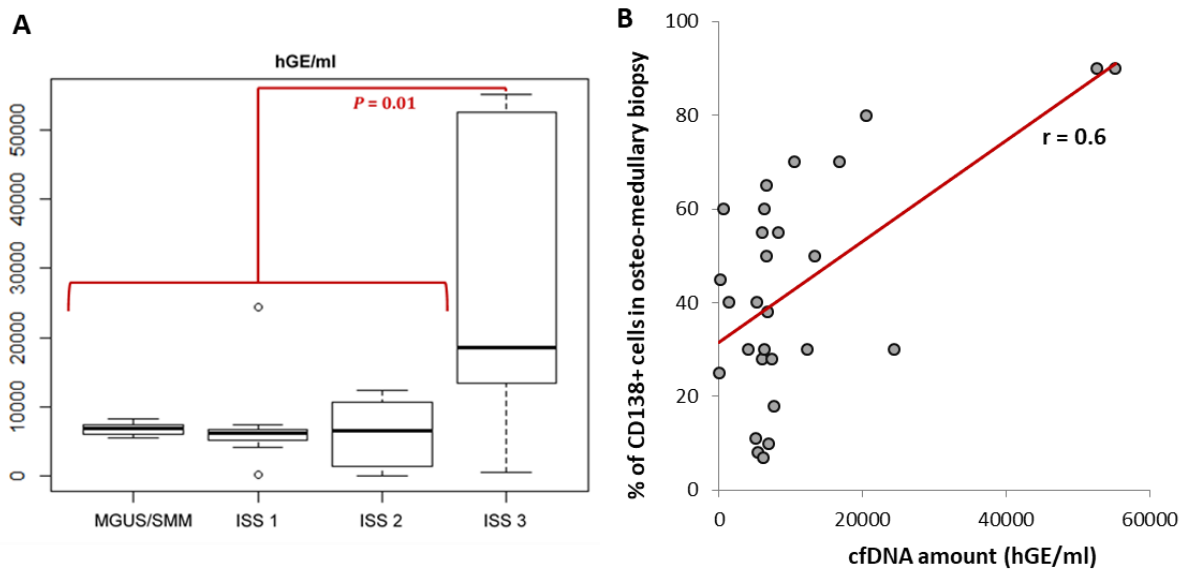 A
hGE/ml
P = 0.01
50000
40000
30000
20000
10000
0
MGUS/SMM ISS 1 ISS 2 ISS 3
B
% of CD138+ cells in osteo-medullary biopsy
100
80
60
40
20
0
r = 0.6
0 20000 40000 60000
cfDNA amount (hGE/ml)